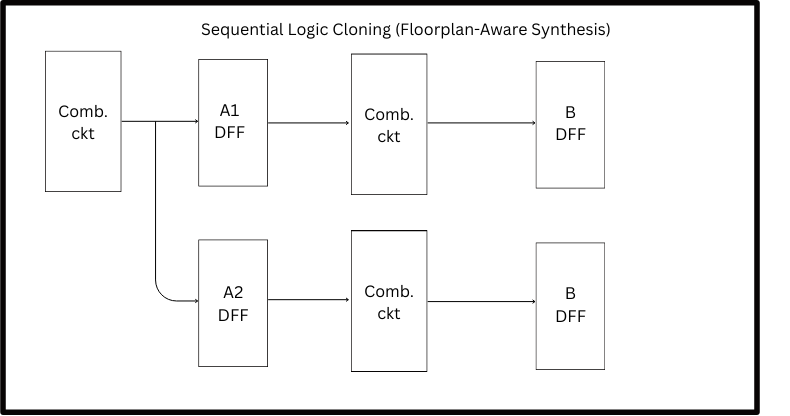 Sequential Logic Cloning (Floorplan-Aware Synthesis)
Comb.
ckt
A1
DFF
Comb.
ckt
B
DFF
A2
DFF
Comb.
ckt
B
DFF